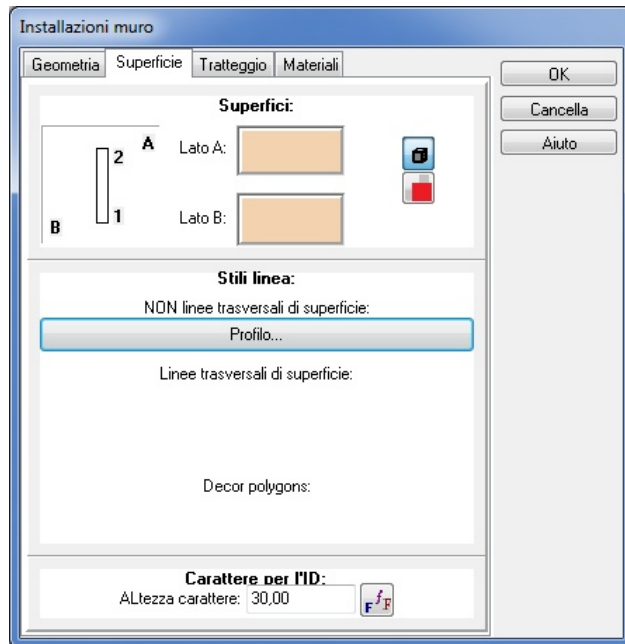 Installazioni muro
Geometria Superficie Tratteggio Materiali
OK
Cancella
Aiuto
Superfici:
A
2
1
B
Lato A:
Lato B:
Stili linea:
NON linee trasversali di superficie:
Profilo...
Linee trasversali di superficie:
Decor polygons:
Carattere per l'ID:
ALtezza carattere: 30,00
F f F